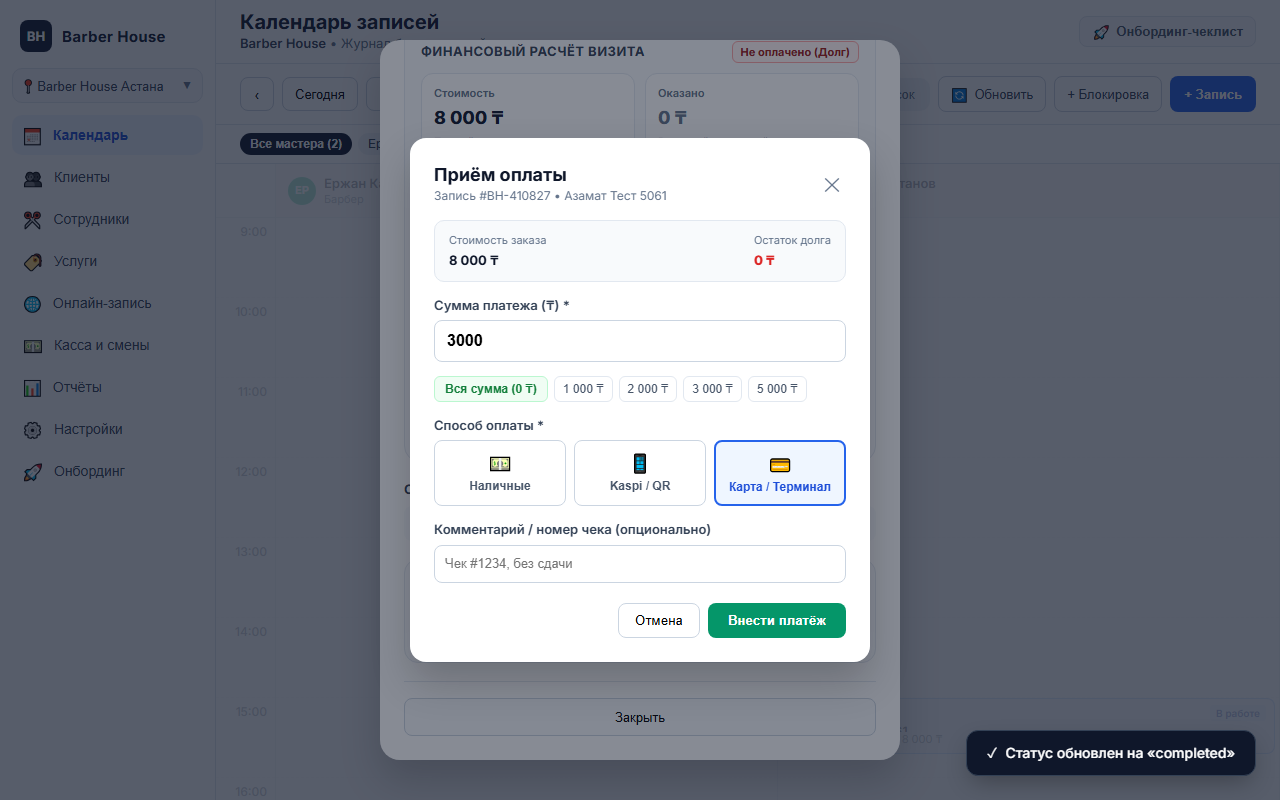 BH Barber House
Календарь записей
Barber House • Журнал
Онбординг-чеклист
Barber House Астана
‹
Сегодня
Обновить
+ Блокировка
+ Запись
Календарь
Клиенты
Сотрудники
Услуги
Онлайн-запись
Касса и смены
Отчёты
Настройки
Онбординг
Все мастера (2)
ЕР
Барбер
9:00
10:00
11:00
12:00
13:00
14:00
15:00
16:00
ФИНАНСОВЫЙ РАСЧЁТ ВИЗИТА
Не оплачено (Долг)
Стоимость
8 000 ₸
Оказано
0 ₸
Приём оплаты
Запись #BH-410827 • Азамат Тест 5061
Стоимость заказа
8 000 ₸
Остаток долга
0 ₸
Сумма платежа (₸) *
3000
Вся сумма (0 ₸)
1 000 ₸
2 000 ₸
3 000 ₸
5 000 ₸
Способ оплаты *
Наличные
Kaspi / QR
Карта / Терминал
Комментарий / номер чека (опционально)
Чек #1234, без сдачи
Отмена
Внести платёж
Закрыть
В работе
✓ Статус обновлен на «completed»